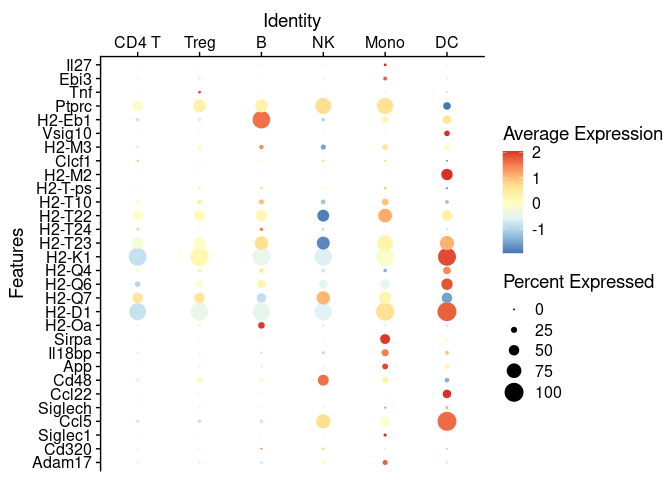 Identity
CD4 T Treg B NK Mono DC
Il27
Ebi3
Tnf
Ptprc
H2-Eb1
Vsig10
H2-M3
Clcf1
H2-M2
H2-T-ps
H2-T10
H2-T22
H2-T24
H2-T23
H2-K1
H2-Q4
H2-Q6
H2-Q7
H2-D1
H2-Oa
Sirpa
Il18bp
App
Cd48
Ccl22
Siglech
Ccl5
Siglec1
Cd320
Adam17
Features
Average Expression
2
1
0
-1
Percent Expressed
0
25
50
75
100